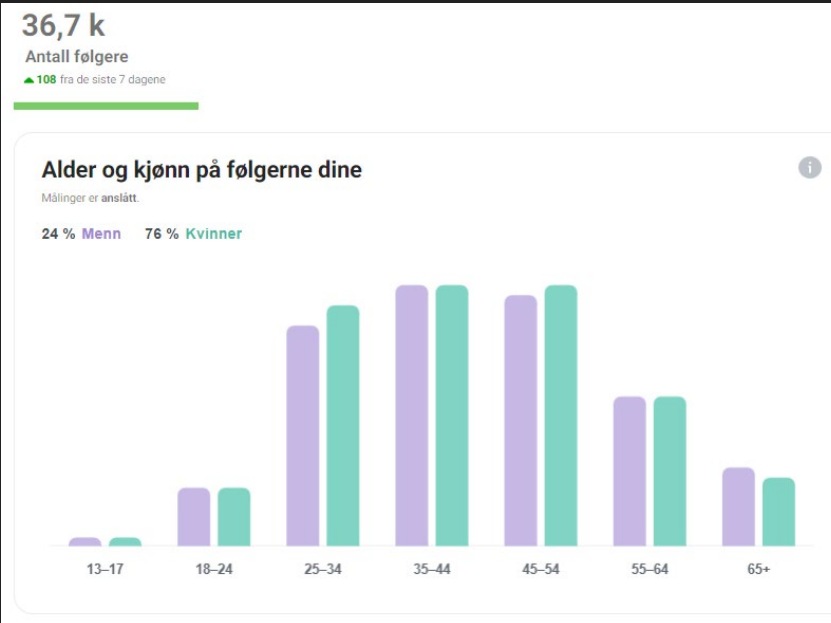 36,7 k
Antall følgere
108 fra de siste 7 dagene
Alder og kjønn på følgerne dine
Målinger er anslått.
24 % Menn 76 % Kvinner
13–17 18–24 25–34 35–44 45–54 55–64 65+